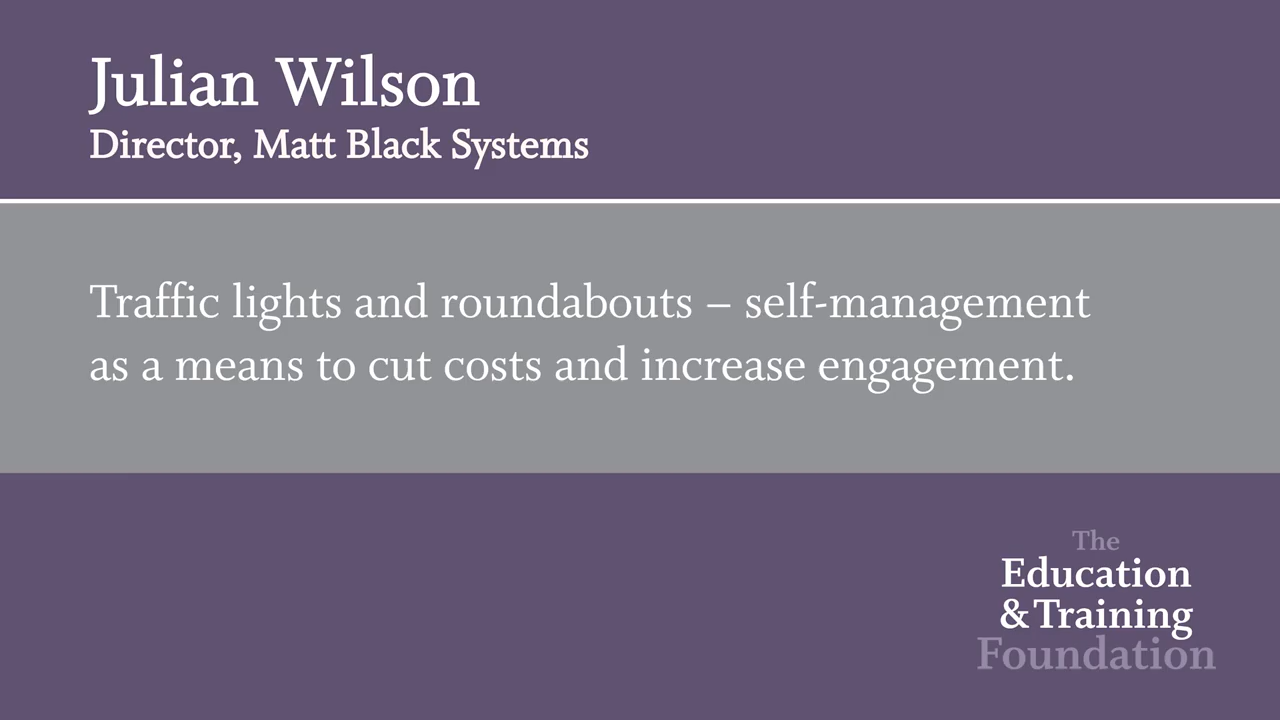 Julian Wilson
Director, Matt Black Systems
Traffic lights and roundabouts – self-management
as a means to cut costs and increase engagement.
The
Education
& Training
Foundation